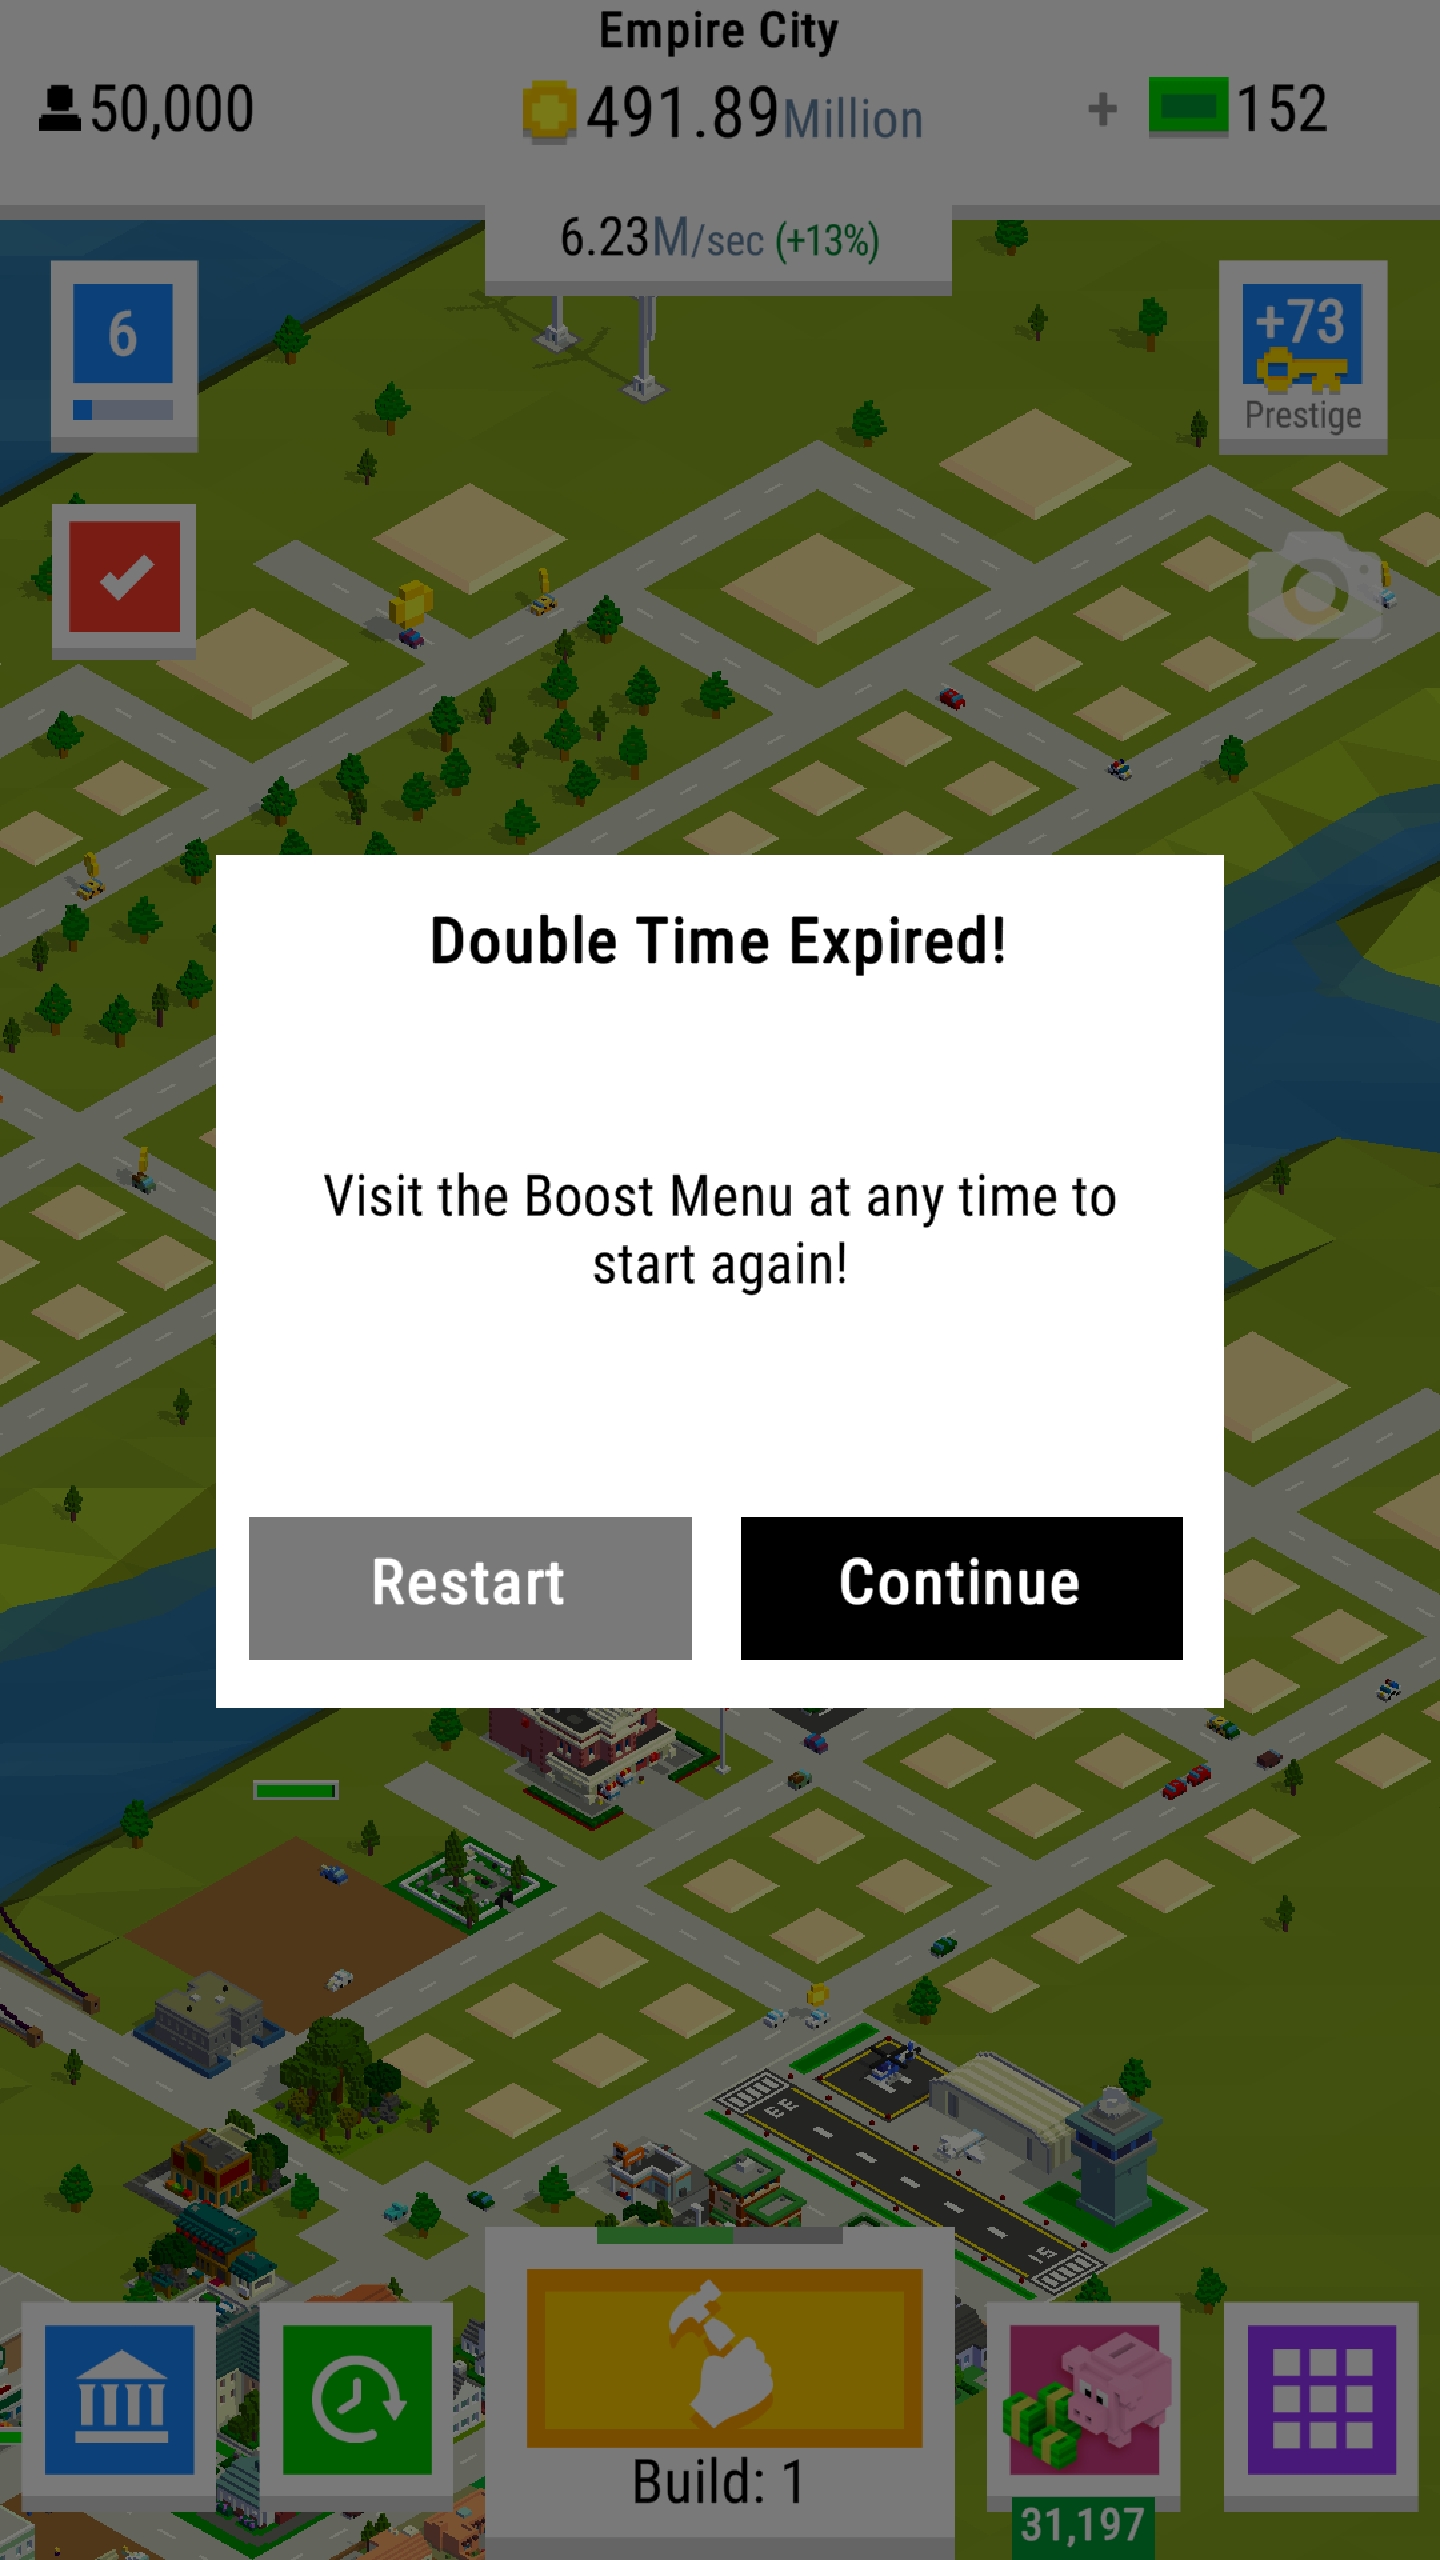 Empire City
50,000
491.89Million
+ 152
6.23M/sec (+13%)
6
+73
Prestige
Double Time Expired!
Visit the Boost Menu at any time to
start again!
Restart
Continue
Build: 1
31,197